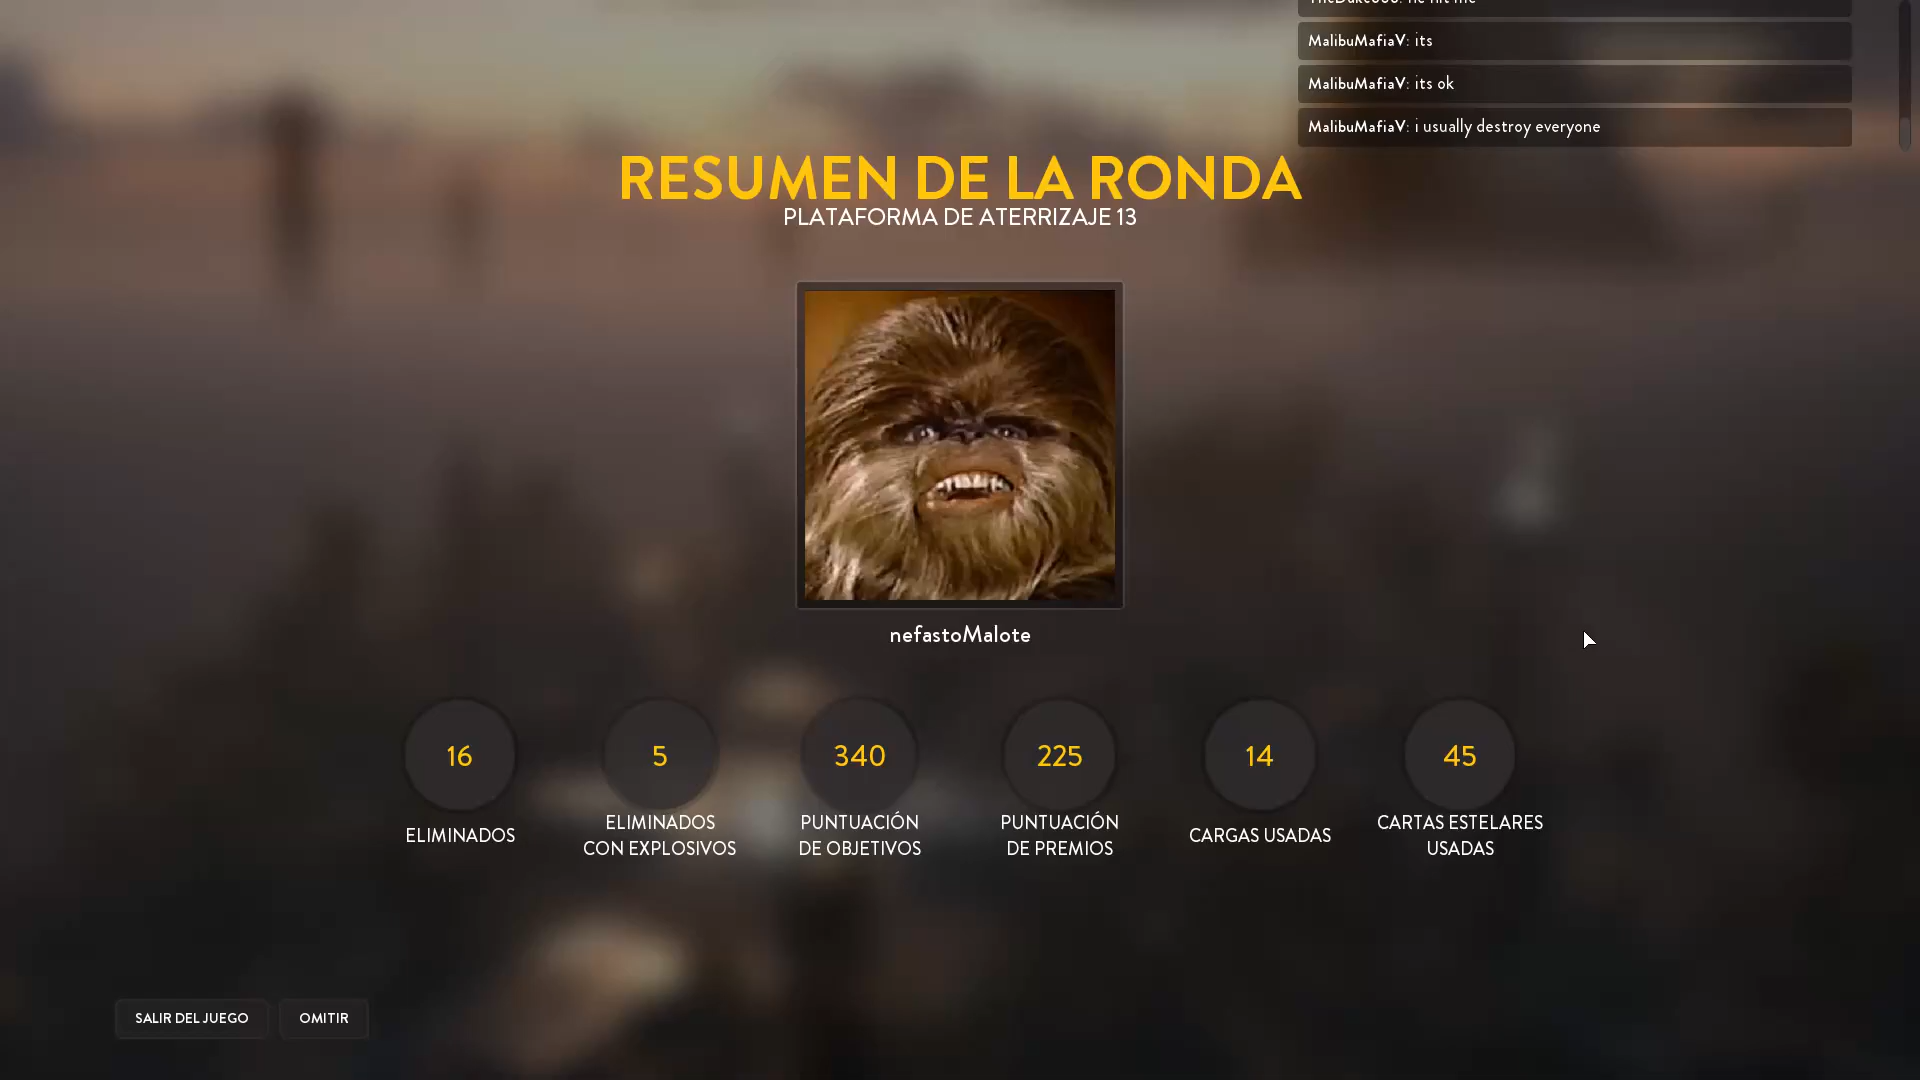 MalibuMafiaV: its
MalibuMafiaV: its ok
MalibuMafiaV: i usually destroy everyone
RESUMEN DE LA RONDA
PLATAFORMA DE ATERRIZAJE 13
nefastoMalote
16
5
340
225
14
45
ELIMINADOS
ELIMINADOS
CON EXPLOSIVOS
PUNTUACIÓN
DE OBJETIVOS
PUNTUACIÓN
DE PREMIOS
CARGAS USADAS
CARTAS ESTELARES
USADAS
SALIR DEL JUEGO
OMITIR